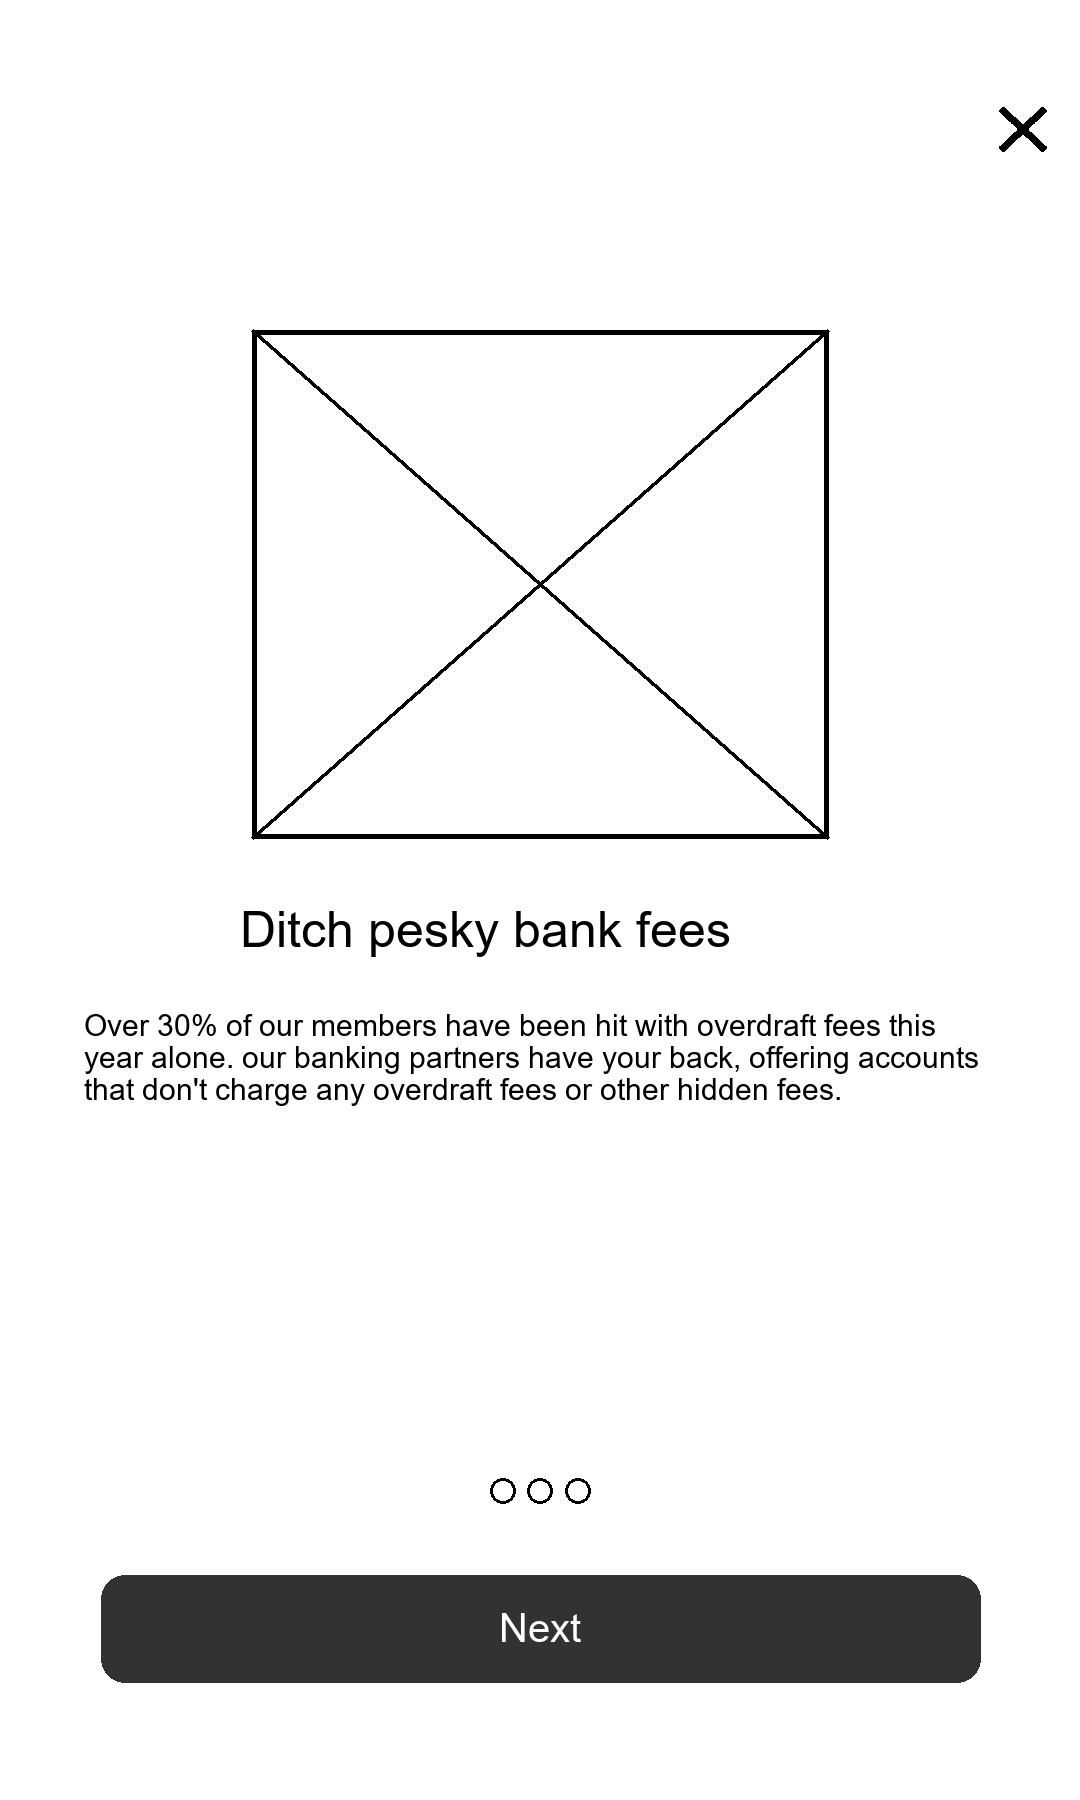 Ditch pesky bank fees
Over 30% of our members have been hit with overdraft fees this
year alone. our banking partners have your back, offering accounts
that don't charge any overdraft fees or other hidden fees.
Next